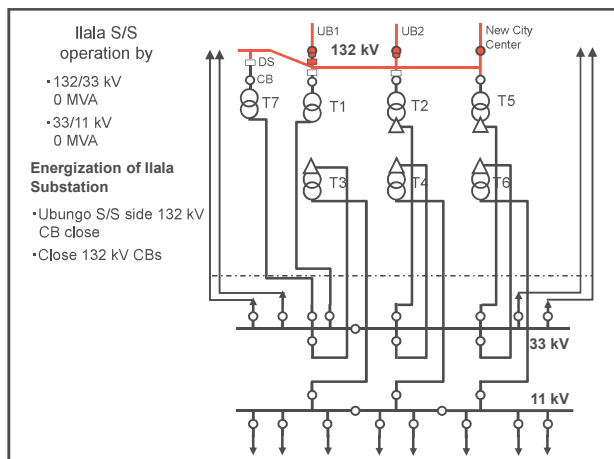 Ilala S/S
operation by
·132/33 kV
0 MVA
·33/11 kV
0 MVA
Energization of Ilala
Substation
·Ubungo S/S side 132 kV
CB close
·Close 132 kV CBs
UB1
UB2
New City
Center
132 kV
DS
CB
T7
T1
T2
T5
T3
T4
T6
33 kV
11 kV